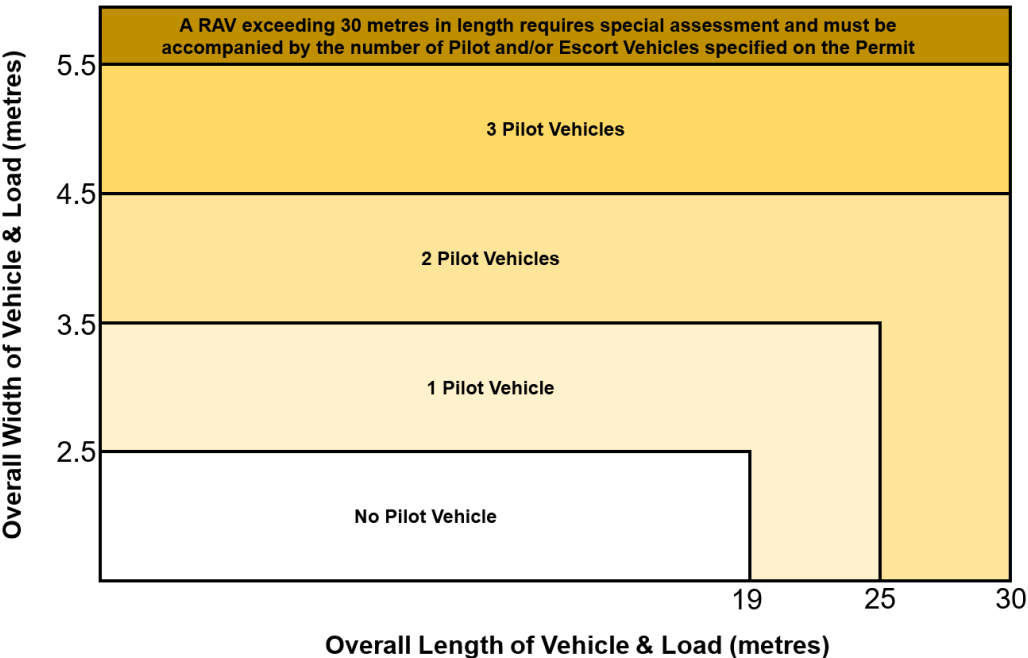 A RAV exceeding 30 metres in length requires special assessment and must be
accompanied by the number of Pilot and/or Escort Vehicles specified on the Permit
5.5
3 Pilot Vehicles
4.5
2 Pilot Vehicles
3.5
1 Pilot Vehicle
2.5
No Pilot Vehicle
19
25
30
Overall Width of Vehicle & Load (metres)
Overall Length of Vehicle & Load (metres)